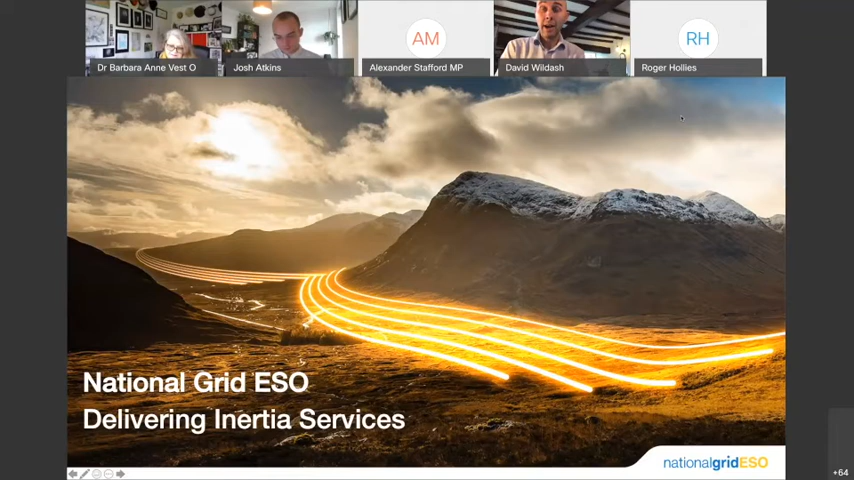 Dr Barbara Anne Vest O
Josh Atkins
AM
Alexander Stafford MP
David Wildash
RH
Roger Hollies
National Grid ESO
Delivering Inertia Services
nationalgridESO
+64